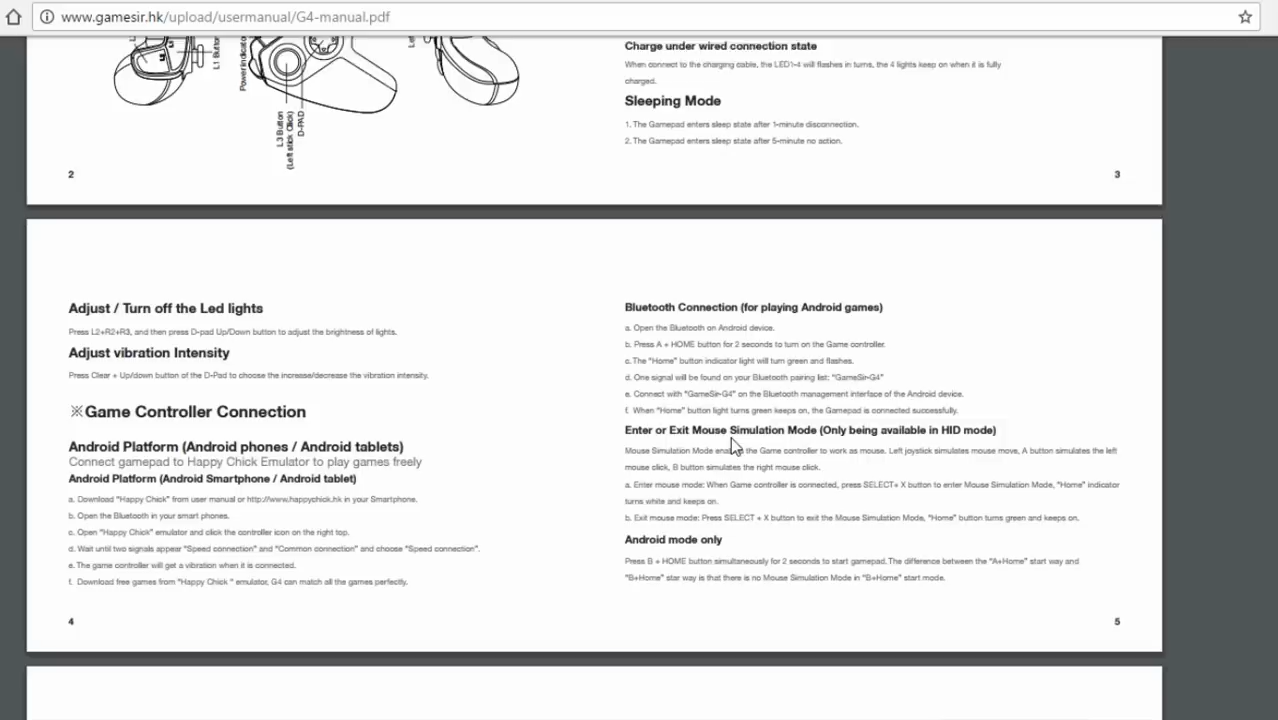 www.gamesir.hk/upload/usermanual/G4-manual.pdf
L1 Button
Power indicator
L3 Button
(Left stick Click)
D-PAD
2
Charge under wired connection state
When connect to the charging cable, the LED1-4 will flashes in turns, the 4 lights keep on when it is fully
charged.
Sleeping Mode
1. The Gamepad enters sleep state after 1-minute disconnection.
2. The Gamepad enters sleep state after 5-minute no action.
3
Adjust / Turn off the Led lights
Press L2+R2+R3, and then press D-pad Up/Down button to adjust the brightness of lights.
Adjust vibration Intensity
Press Clear + Up/down button of the D-Pad to choose the increase/decrease the vibration intensity.
※Game Controller Connection
Android Platform (Android phones / Android tablets)
Connect gamepad to Happy Chick Emulator to play games freely
Android Platform (Android Smartphone / Android tablet)
a. Download "Happy Chick" from user manual or http://www.happychick.hk in your Smartphone.
b. Open the Bluetooth in your smart phones.
c. Open "Happy Chick" emulator and click the controller icon on the right top.
d. Wait until two signals appear "Speed connection" and "Common connection" and choose "Speed connection".
e. The game controller will get a vibration when it is connected.
f. Download free games from "Happy Chick " emulator, G4 can match all the games perfectly.
4
Bluetooth Connection (for playing Android games)
a. Open the Bluetooth on Android device.
b. Press A + HOME button for 2 seconds to turn on the Game controller.
c. The "Home" button indicator light will turn green and flashes.
d. One signal will be found on your Bluetooth pairing list: "GameSir-G4"
e. Connect with "GameSir-G4" on the Bluetooth management interface of the Android device.
f. When "Home" button light turns green keeps on, the Gamepad is connected successfully.
Enter or Exit Mouse Simulation Mode (Only being available in HID mode)
Mouse Simulation Mode the Game controller to work as mouse. Left joystick simulates mouse move, A button simulates the left
mouse click, B button simulates the right mouse click.
a. Enter mouse mode: When Game controller is connected, press SELECT+ X button to enter Mouse Simulation Mode, "Home" indicator
turns white and keeps on.
b. Exit mouse mode: Press SELECT + X button to exit the Mouse Simulation Mode, "Home" button turns green and keeps on.
Android mode only
Press B + HOME button simultaneously for 2 seconds to start gamepad. The difference between the "A+Home" start way and
"B+Home" star way is that there is no Mouse Simulation Mode in "B+Home" start mode.
5